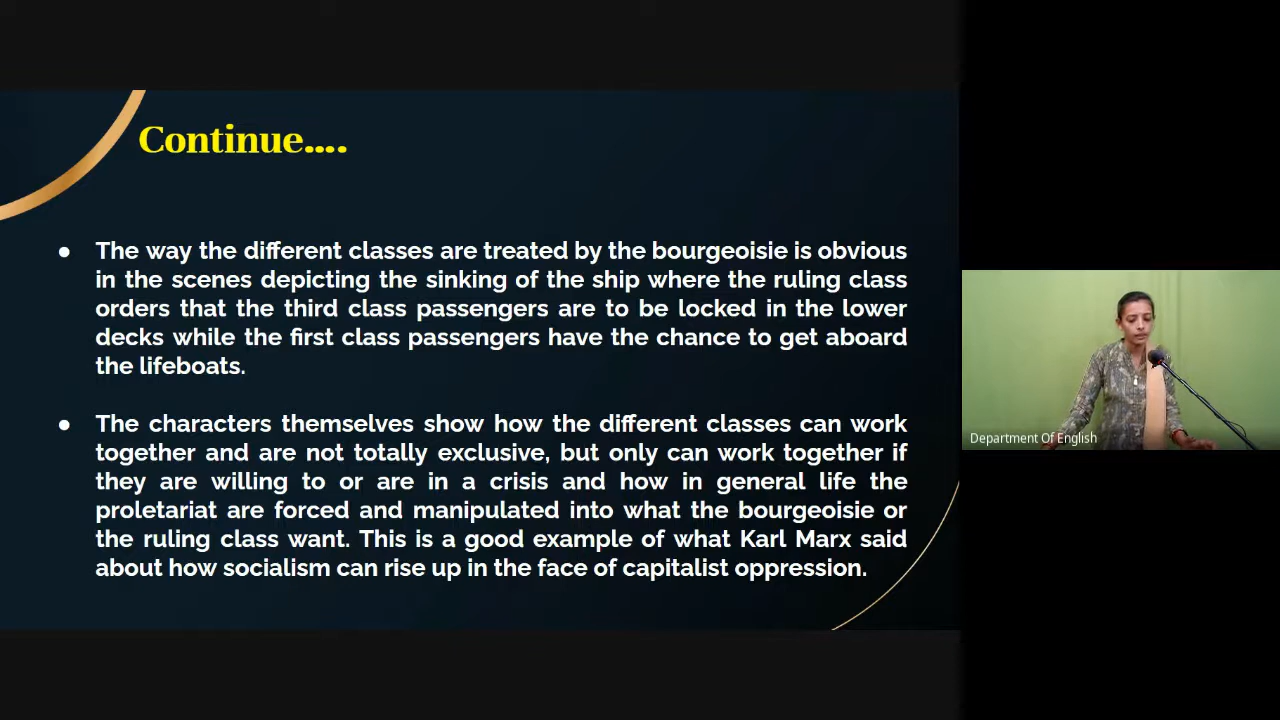 Continue....
● The way the different classes are treated by the bourgeoisie is obvious
in the scenes depicting the sinking of the ship where the ruling class
orders that the third class passengers are to be locked in the lower
decks while the first class passengers have the chance to get aboard
the lifeboats.
● The characters themselves show how the different classes can work
together and are not totally exclusive, but only can work together if
they are willing to or are in a crisis and how in general life the
proletariat are forced and manipulated into what the bourgeoisie or
the ruling class want. This is a good example of what Karl Marx said
about how socialism can rise up in the face of capitalist oppression.
Department Of English